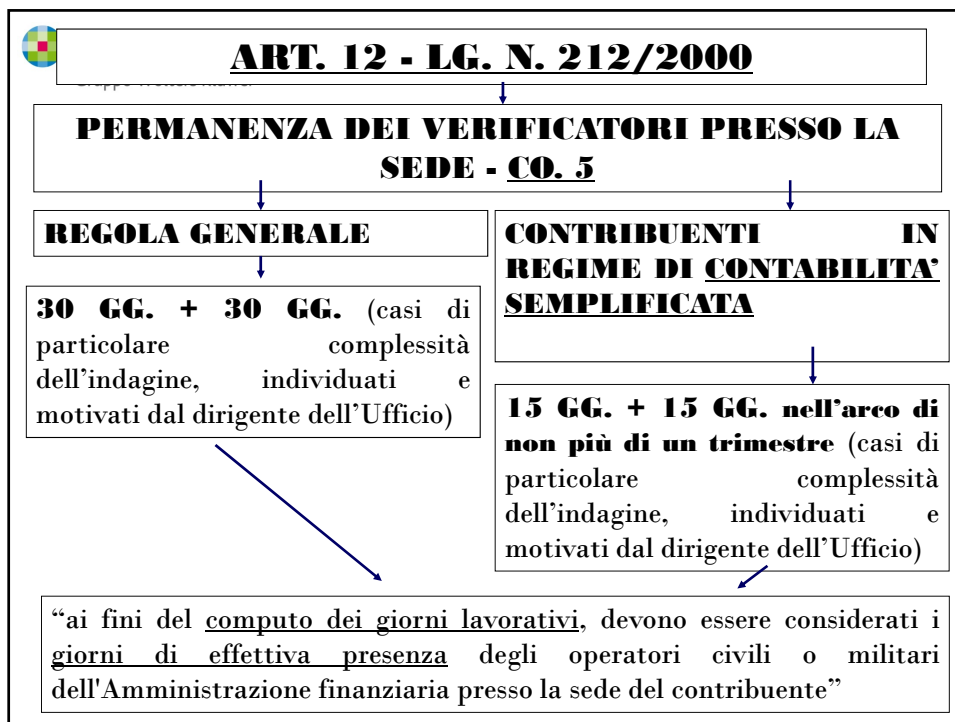 ART. 12 - LG. N. 212/2000
PERMANENZA DEI VERIFICATORI PRESSO LA
SEDE - CO. 5
REGOLA GENERALE
30 GG. + 30 GG. (casi di
particolare complessità
dell’indagine, individuati e
motivati dal dirigente dell’Ufficio)
CONTRIBUENTI IN
REGIME DI CONTABILITA’
SEMPLIFICATA
15 GG. + 15 GG. nell’arco di
non più di un trimestre (casi di
particolare complessità
dell’indagine, individuati e
motivati dal dirigente dell’Ufficio)
“ai fini del computo dei giorni lavorativi, devono essere considerati i
giorni di effettiva presenza degli operatori civili o militari
dell'Amministrazione finanziaria presso la sede del contribuente”